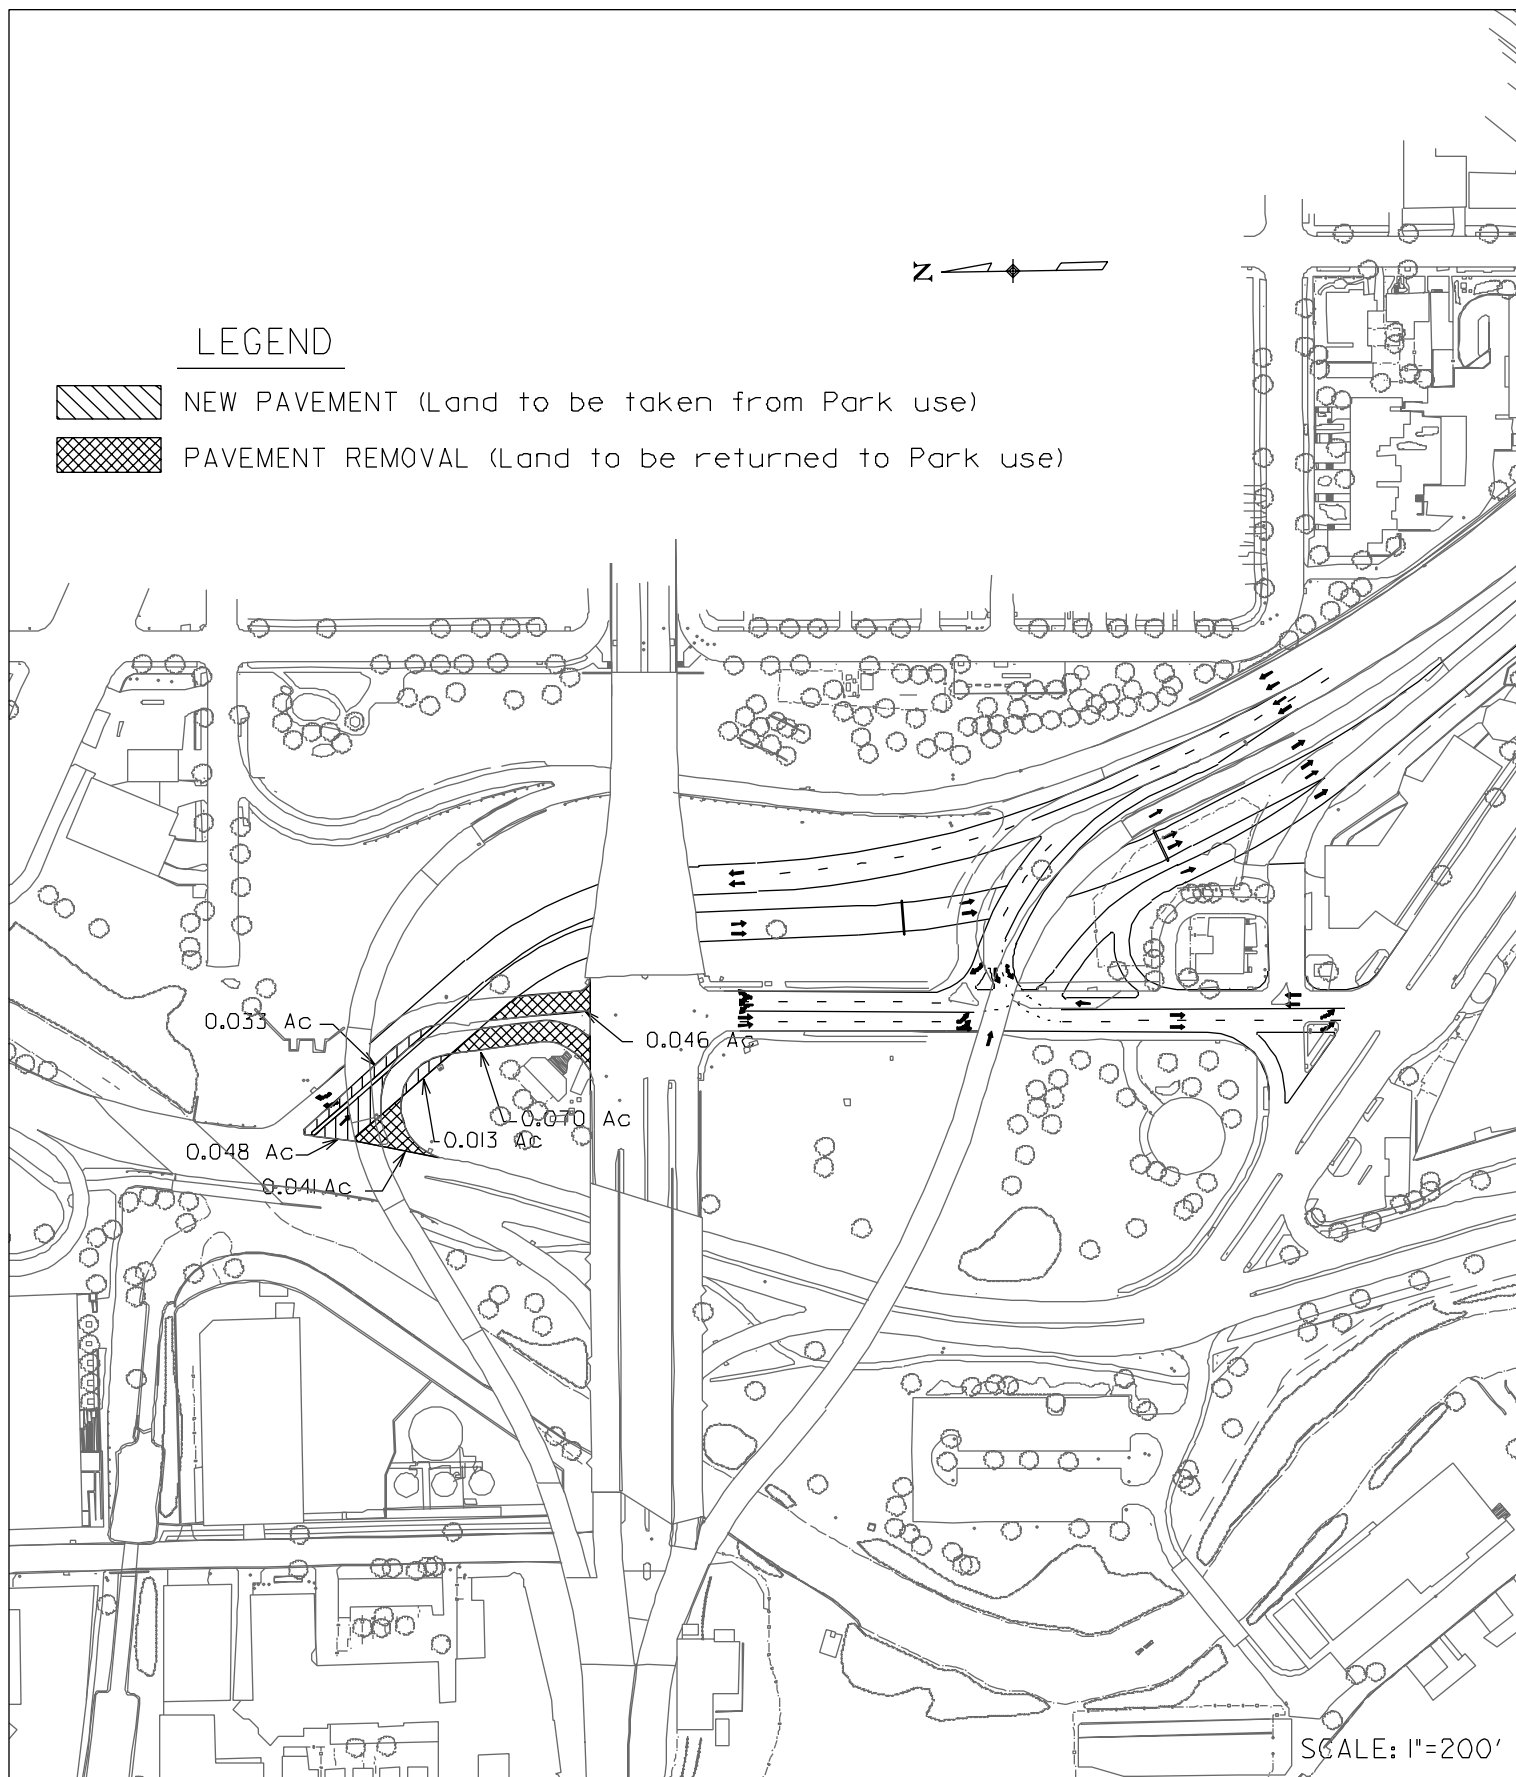 Z
LEGEND
NEW PAVEMENT (Land to be taken from Park use)
PAVEMENT REMOVAL (Land to be returned to Park use)
0.033 Ac
0.046 Ac
0.070 Ac
0.013 Ac
0.048 Ac
0.041 Ac
SCALE: 1"=200'